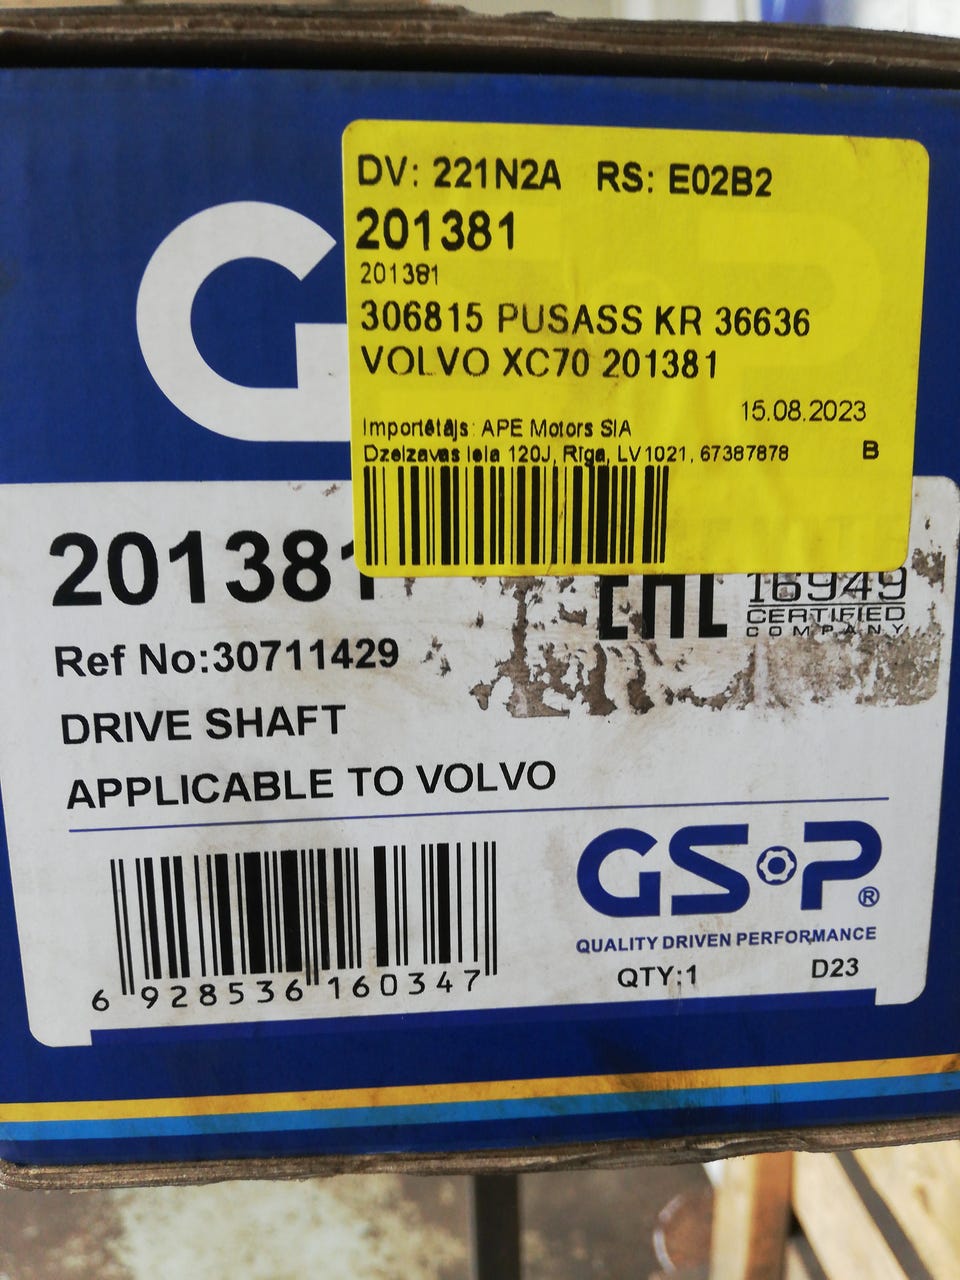 DV: 221N2A RS: E02B2
201381
201381
306815 PUSASS KR 36636
VOLVO XC70 201381
15.08.2023
Importētājs: APE Motors SIA
Dzelzavas iela 120J, Rīga, LV1021, 67387878 B
G
201381
EAC 16949
CERTIFIED
COMPANY
Ref No:30711429
DRIVE SHAFT
APPLICABLE TO VOLVO
GSP®
QUALITY DRIVEN PERFORMANCE
QTY:1 D23
6 928536 160347